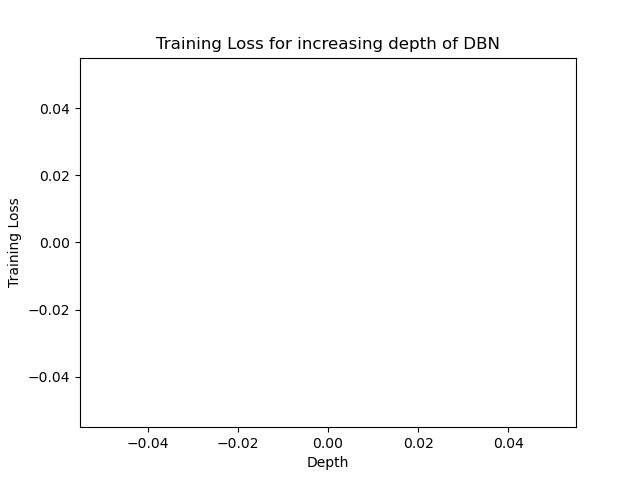 Training Loss for increasing depth of DBN
0.04
0.02
0.00
−0.02
−0.04
Training Loss
−0.04 −0.02 0.00 0.02 0.04
Depth